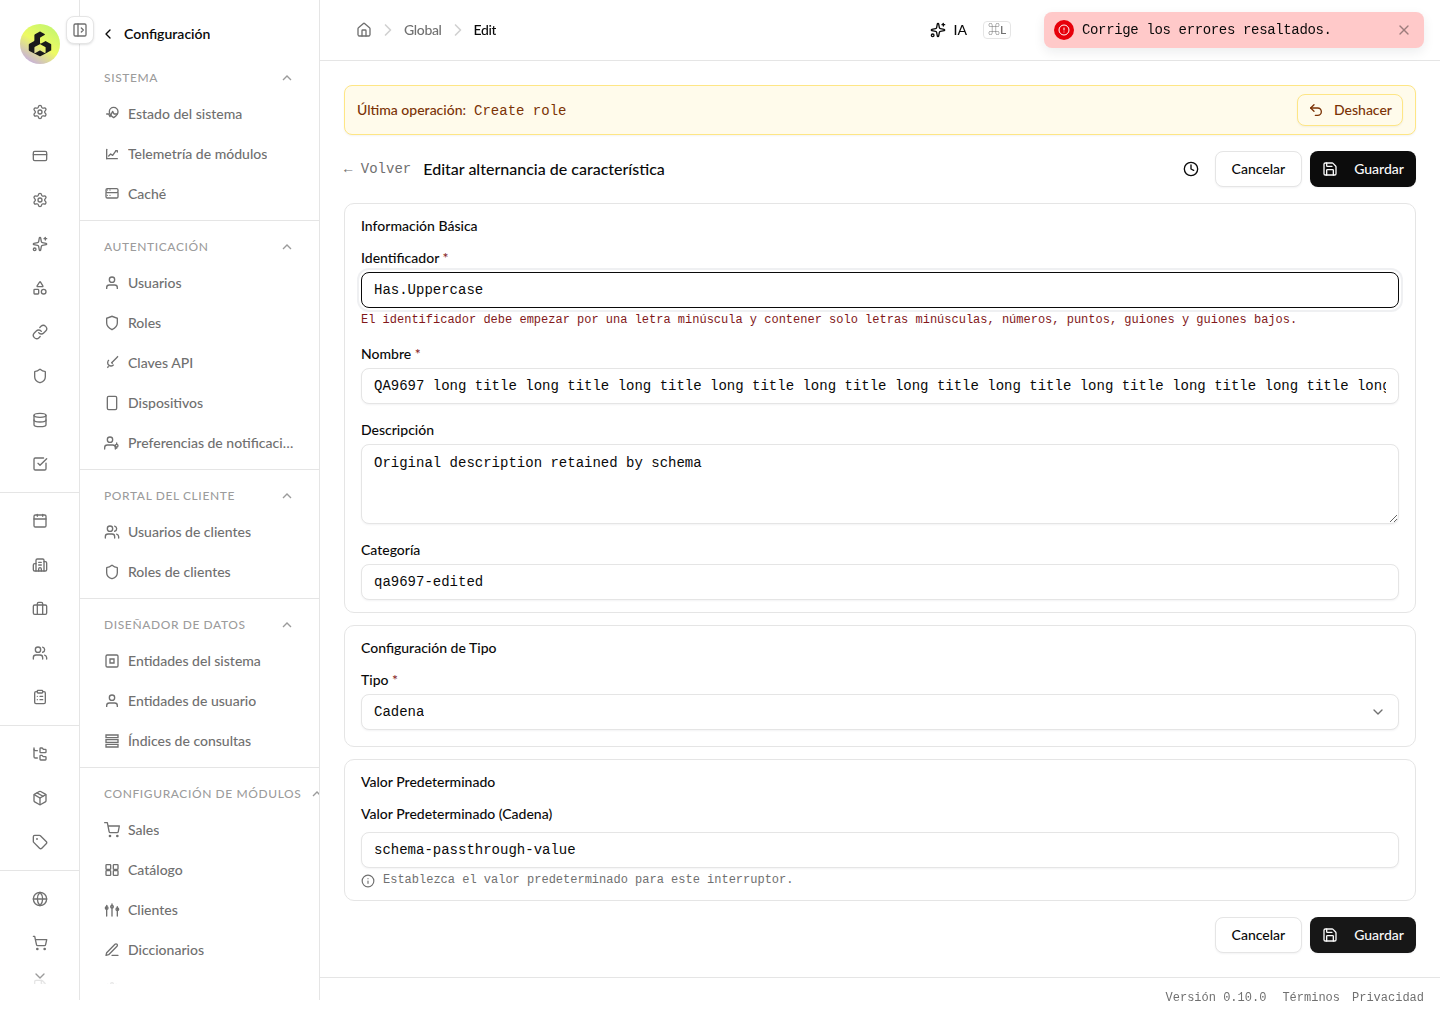 Configuración
SISTEMA
Estado del sistema
Telemetría de módulos
Caché
AUTENTICACIÓN
Usuarios
Roles
Claves API
Dispositivos
Preferencias de notificaci...
PORTAL DEL CLIENTE
Usuarios de clientes
Roles de clientes
DISEÑADOR DE DATOS
Entidades del sistema
Entidades de usuario
Índices de consultas
CONFIGURACIÓN DE MÓDULOS
Sales
Catálogo
Clientes
Diccionarios
Global
Edit
IA
⌘L
Corrige los errores resaltados.
Última operación: Create role
Deshacer
← Volver
Editar alternancia de característica
Cancelar
Guardar
Información Básica
Identificador *
Has.Uppercase
El identificador debe empezar por una letra minúscula y contener solo letras minúsculas, números, puntos, guiones y guiones bajos.
Nombre *
QA9697 long title long title long title long title long title long title long title long title long title long title long
Descripción
Original description retained by schema
Categoría
qa9697-edited
Configuración de Tipo
Tipo *
Cadena
Valor Predeterminado
Valor Predeterminado (Cadena)
schema-passthrough-value
Establezca el valor predeterminado para este interruptor.
Cancelar
Guardar
Versión 0.10.0
Términos
Privacidad